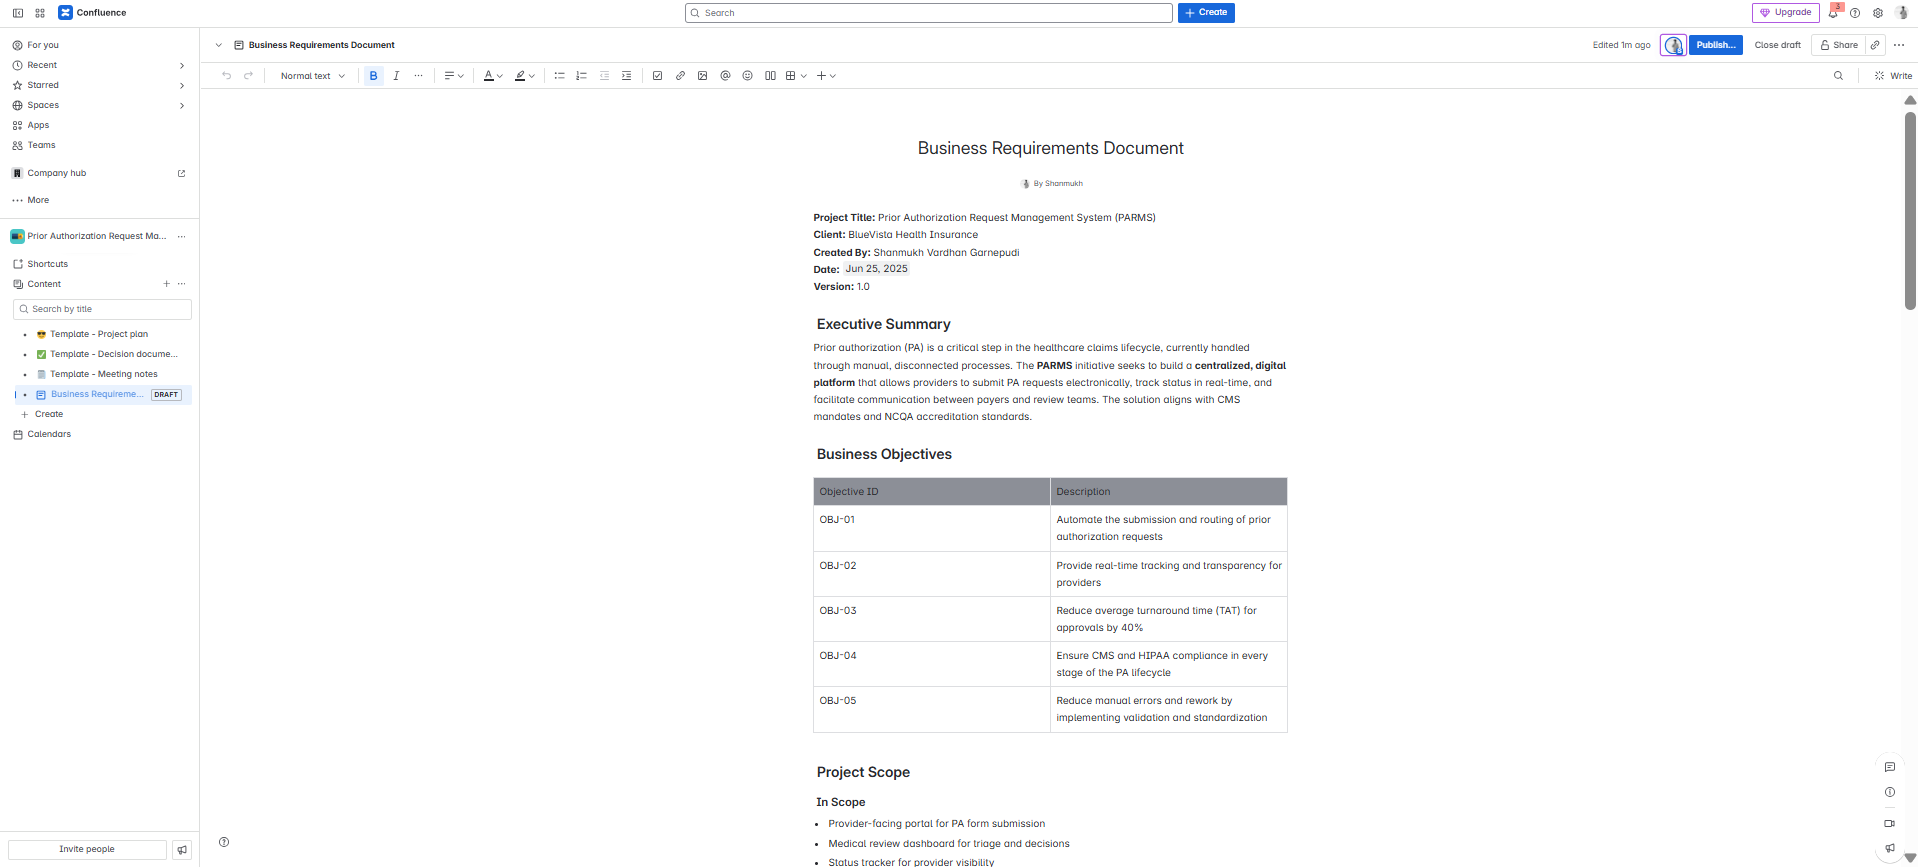 Confluence
Search
Create
Upgrade
3
For you
Recent
Starred
Spaces
Apps
Teams
Company hub
More
Prior Authorization Request Ma...
Shortcuts
Content
Search by title
Template - Project plan
Template - Decision docume...
Template - Meeting notes
Business Requireme... DRAFT
Create
Calendars
Invite people
Business Requirements Document
Edited 1m ago
Publish...
Close draft
Share
Normal text
B
I
A
Write
Business Requirements Document
By Shanmukh
Project Title: Prior Authorization Request Management System (PARMS)
Client: BlueVista Health Insurance
Created By: Shanmukh Vardhan Garnepudi
Date: Jun 25, 2025
Version: 1.0
Executive Summary
Prior authorization (PA) is a critical step in the healthcare claims lifecycle, currently handled
through manual, disconnected processes. The PARMS initiative seeks to build a centralized, digital
platform that allows providers to submit PA requests electronically, track status in real-time, and
facilitate communication between payers and review teams. The solution aligns with CMS
mandates and NCQA accreditation standards.
Business Objectives
Objective ID Description
OBJ-01 Automate the submission and routing of prior
authorization requests
OBJ-02 Provide real-time tracking and transparency for
providers
OBJ-03 Reduce average turnaround time (TAT) for
approvals by 40%
OBJ-04 Ensure CMS and HIPAA compliance in every
stage of the PA lifecycle
OBJ-05 Reduce manual errors and rework by
implementing validation and standardization
Project Scope
In Scope
• Provider-facing portal for PA form submission
• Medical review dashboard for triage and decisions
• Status tracker for provider visibility